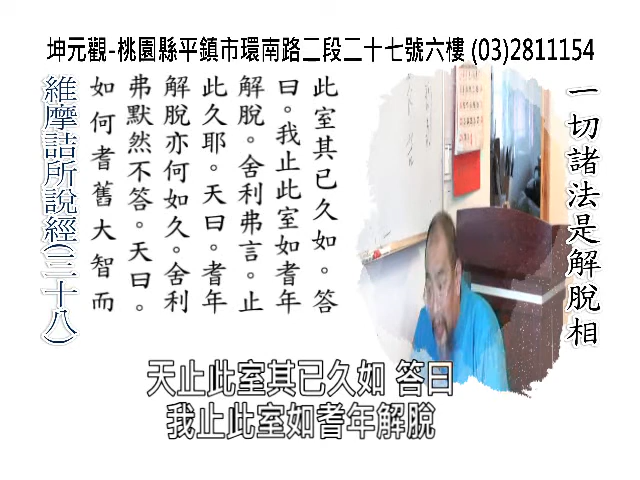 坤元觀-桃園縣平鎮市環南路二段二十七號六樓 (03)2811154
一切諸法是解脫相
此室其已久如。答
曰。我止此室如耆年
解脫。舍利弗言。止
此久耶。天曰。耆年
解脫亦何如久。舍利
弗默然不答。天曰。
如何耆舊大智而
維摩詰所說經(三十八)
天止此室其已久如 答曰
我止此室如耆年解脫